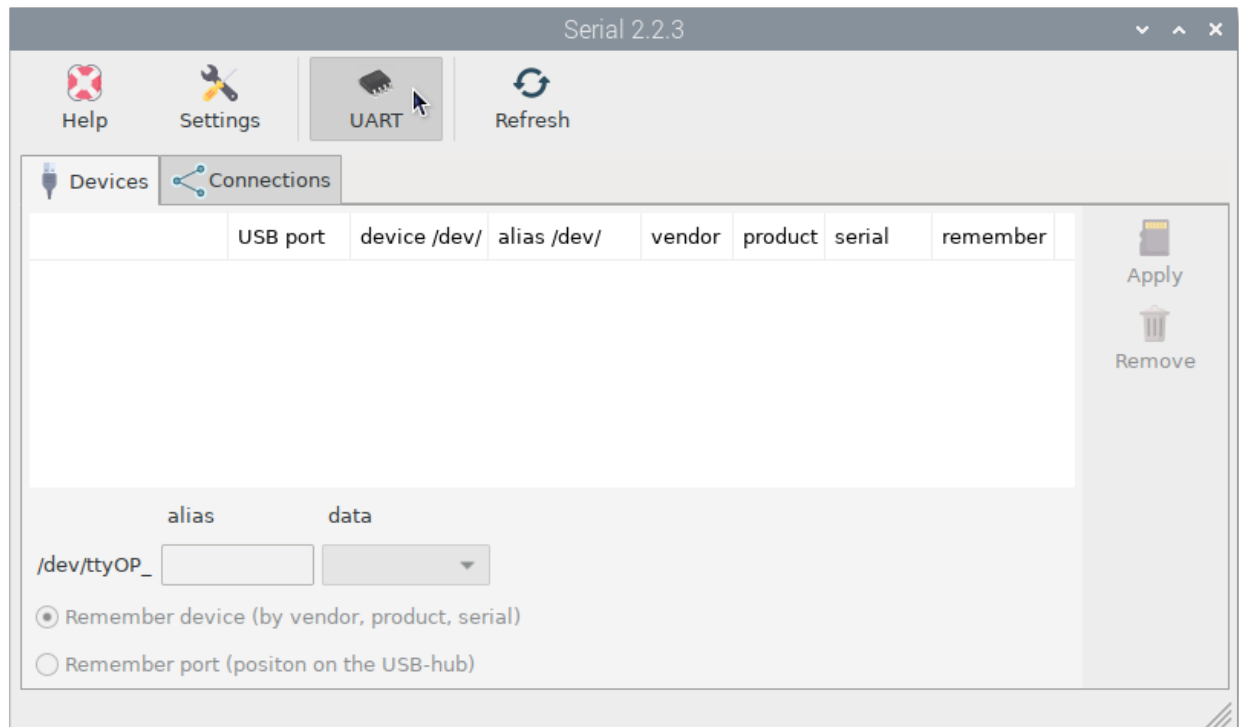 Serial 2.2.3
Help Settings UART Refresh
Devices Connections
USB port device /dev/ alias /dev/ vendor product serial remember
Apply
Remove
alias data
/dev/ttyOP_
Remember device (by vendor, product, serial)
Remember port (positon on the USB-hub)